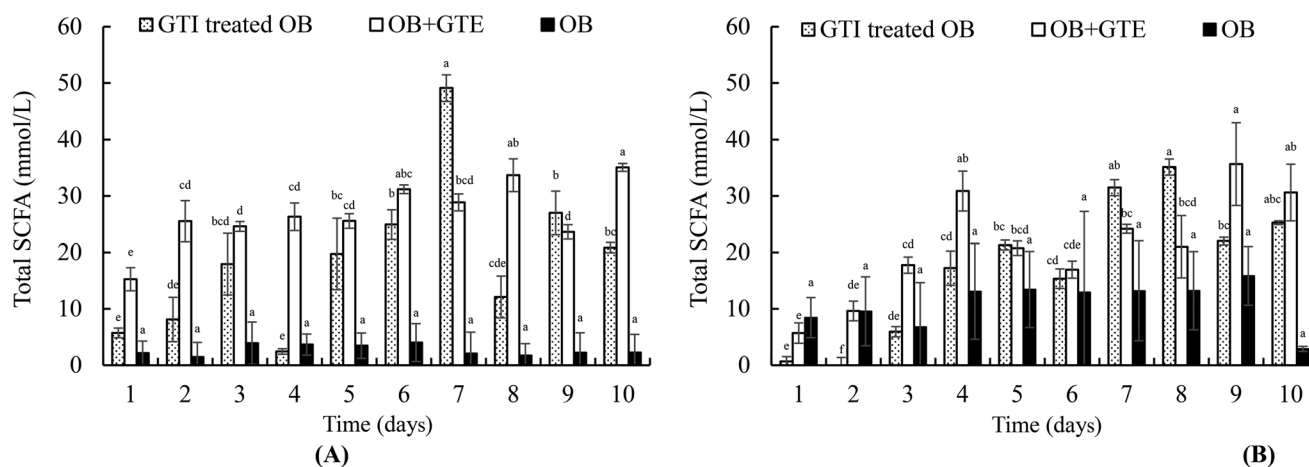 60
50
40
30
20
10
0
Total SCFA (mmol/L)
GTI treated OB
OB+GTE
OB
e e a
de cd a
bcd d a
e cd a
bc cd a
b abc a
a bcd a
cde ab a
b d a
bc a a
1 2 3 4 5 6 7 8 9 10
Time (days)
(A)
60
50
40
30
20
10
0
Total SCFA (mmol/L)
GTI treated OB
OB+GTE
OB
e e a
f de a
de cd a
cd ab a
bc bcd a
cd cde a
ab bc a
a bcd a
bc a a
abc ab a
1 2 3 4 5 6 7 8 9 10
Time (days)
(B)